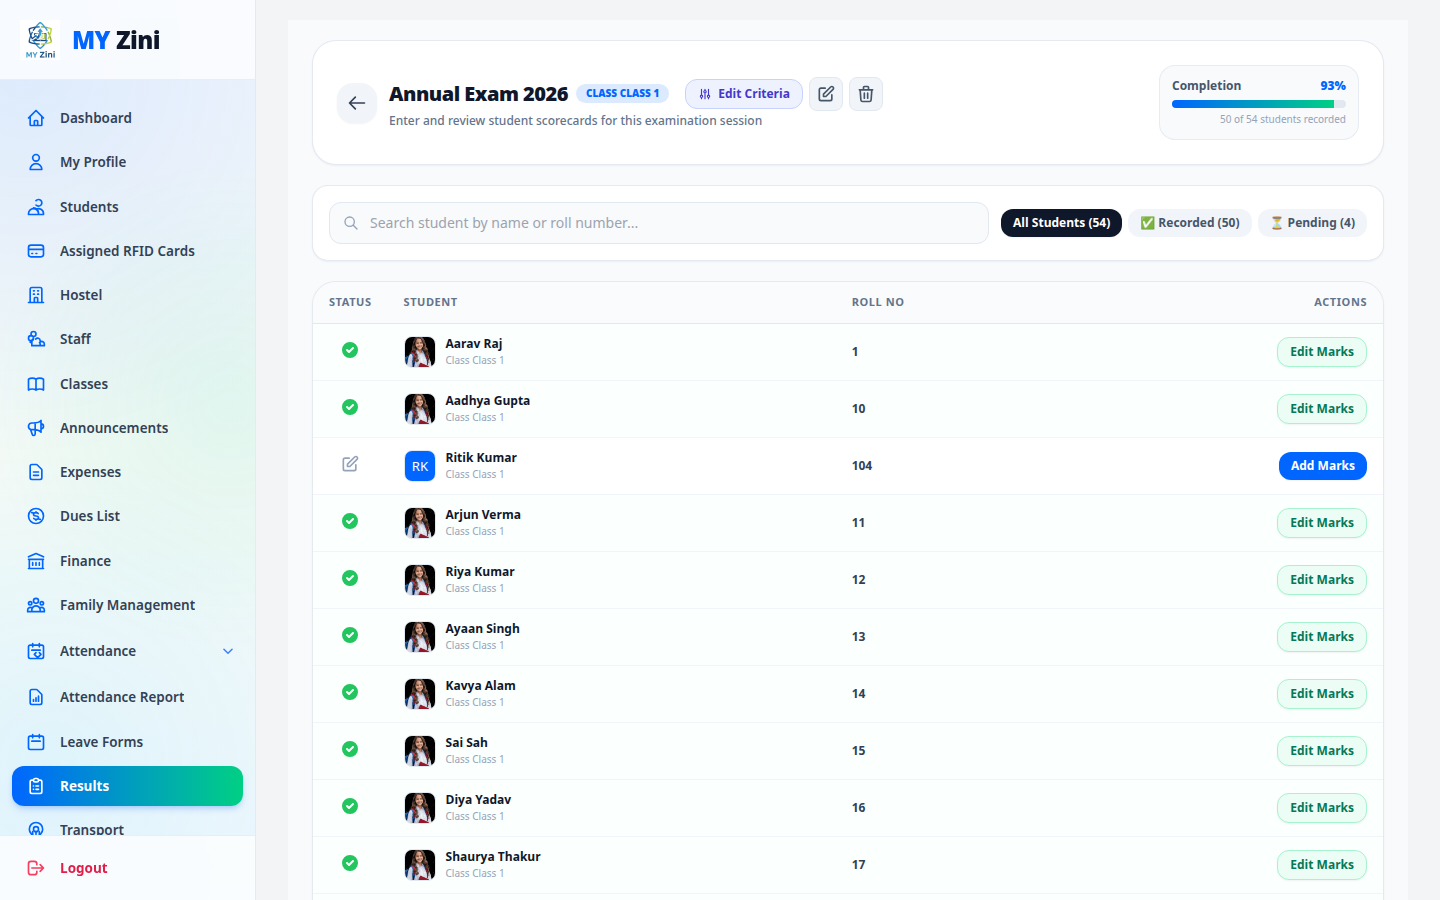 MY Zini
MY Zini
Dashboard
My Profile
Students
Assigned RFID Cards
Hostel
Staff
Classes
Announcements
Expenses
Dues List
Finance
Family Management
Attendance
Attendance Report
Leave Forms
Results
Transport
Logout
Annual Exam 2026
CLASS CLASS 1
Edit Criteria
Enter and review student scorecards for this examination session
Completion 93%
50 of 54 students recorded
Search student by name or roll number...
All Students (54)
✅ Recorded (50)
⏳ Pending (4)
STATUS STUDENT ROLL NO ACTIONS
Aarav Raj
Class Class 1
1
Edit Marks
Aadhya Gupta
Class Class 1
10
Edit Marks
RK
Ritik Kumar
Class Class 1
104
Add Marks
Arjun Verma
Class Class 1
11
Edit Marks
Riya Kumar
Class Class 1
12
Edit Marks
Ayaan Singh
Class Class 1
13
Edit Marks
Kavya Alam
Class Class 1
14
Edit Marks
Sai Sah
Class Class 1
15
Edit Marks
Diya Yadav
Class Class 1
16
Edit Marks
Shaurya Thakur
Class Class 1
17
Edit Marks